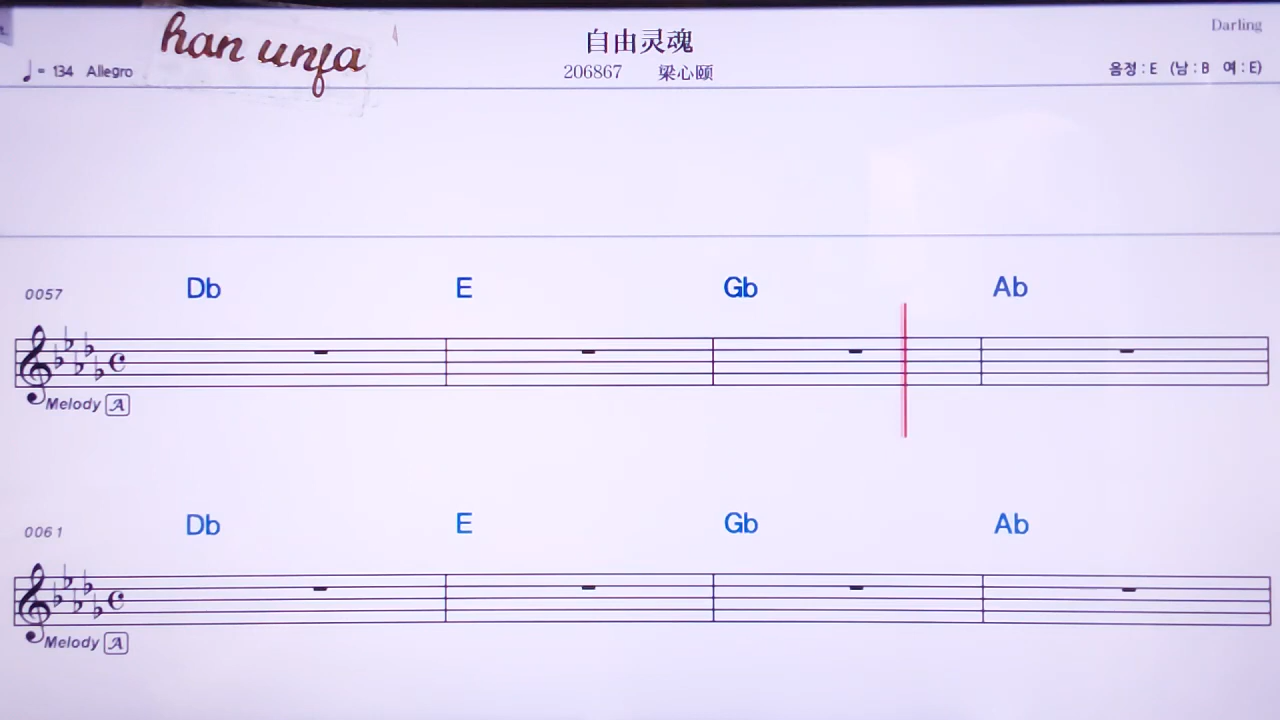 han unfa
自由灵魂
Darling
206867 梁心颐
♩= 134 Allegro
음정 : E (남 : B 여 : E)
0057
Db E Gb Ab
Melody A
0061
Db E Gb Ab
Melody A